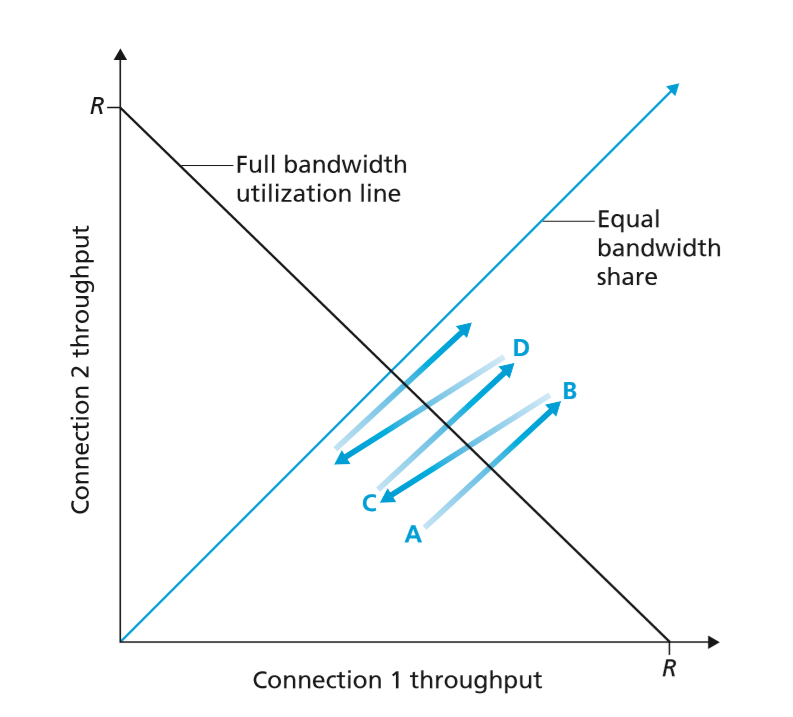 R
Full bandwidth
utilization line
Equal
bandwidth
share
Connection 2 throughput
D
B
C
A
R
Connection 1 throughput